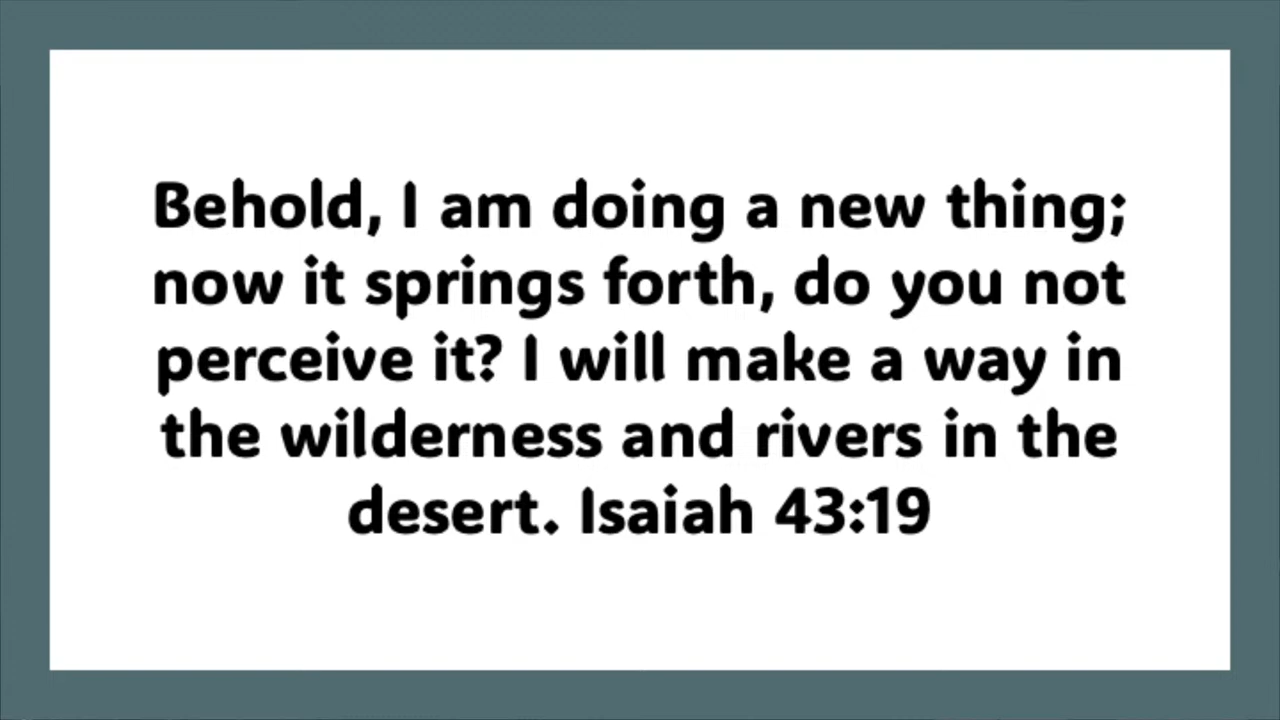 Behold, I am doing a new thing;
now it springs forth, do you not
perceive it? I will make a way in
the wilderness and rivers in the
desert. Isaiah 43:19